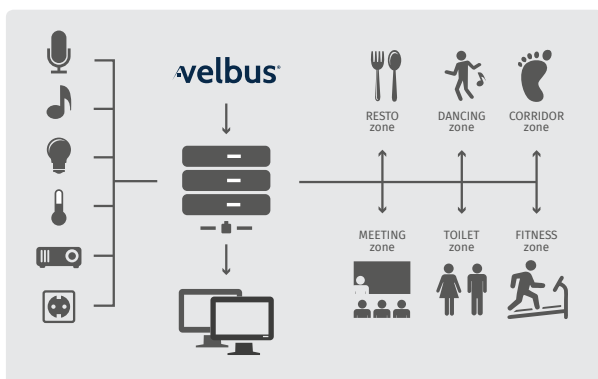 velbus®
RESTO
zone
DANCING
zone
CORRIDOR
zone
MEETING
zone
TOILET
zone
FITNESS
zone